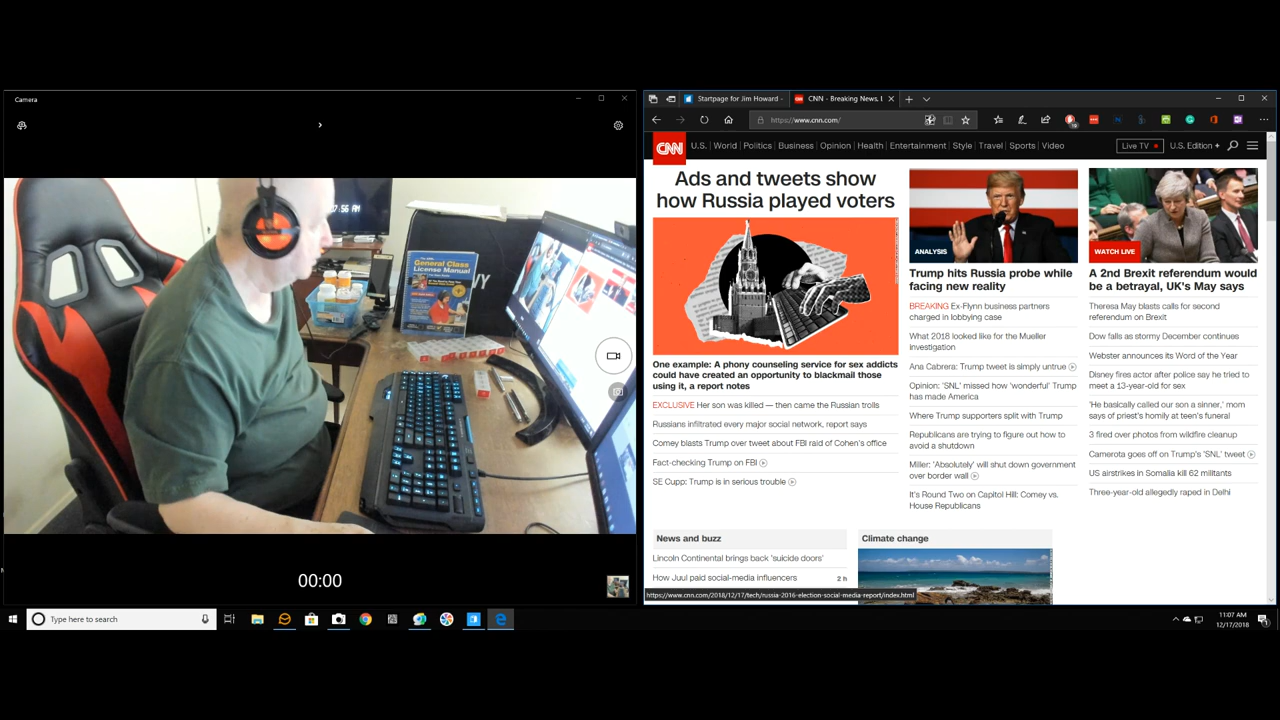 Camera
:56 AM
General Class
License Manual
VY
00:00
Startpage for Jim Howard -
CNN - Breaking News, L
https://www.cnn.com/
19
CNN
U.S.
World
Politics
Business
Opinion
Health
Entertainment
Style
Travel
Sports
Video
Live TV
U.S. Edition +
Ads and tweets show
how Russia played voters
One example: A phony counseling service for sex addicts
could have created an opportunity to blackmail those
using it, a report notes
EXCLUSIVE Her son was killed — then came the Russian trolls
Russians infiltrated every major social network, report says
Comey blasts Trump over tweet about FBI raid of Cohen's office
Fact-checking Trump on FBI
SE Cupp: Trump is in serious trouble
ANALYSIS
Trump hits Russia probe while
facing new reality
BREAKING Ex-Flynn business partners
charged in lobbying case
What 2018 looked like for the Mueller
investigation
Ana Cabrera: Trump tweet is simply untrue
Opinion: 'SNL' missed how 'wonderful' Trump
has made America
Where Trump supporters split with Trump
Republicans are trying to figure out how to
avoid a shutdown
Miller: 'Absolutely' will shut down government
over border wall
It's Round Two on Capitol Hill: Comey vs.
House Republicans
WATCH LIVE
A 2nd Brexit referendum would
be a betrayal, UK's May says
Theresa May blasts calls for second
referendum on Brexit
Dow falls as stormy December continues
Webster announces its Word of the Year
Disney fires actor after police say he tried to
meet a 13-year-old for sex
'He basically called our son a sinner,' mom
says of priest's homily at teen's funeral
3 fired over photos from wildfire cleanup
Camerota goes off on Trump's 'SNL' tweet
US airstrikes in Somalia kill 62 militants
Three-year-old allegedly raped in Delhi
News and buzz
Lincoln Continental brings back 'suicide doors'
How Juul paid social-media influencers
2 h
Climate change
https://www.cnn.com/2018/12/17/tech/russia-2016-election-social-media-report/index.html
Type here to search
11:07 AM
12/17/2018